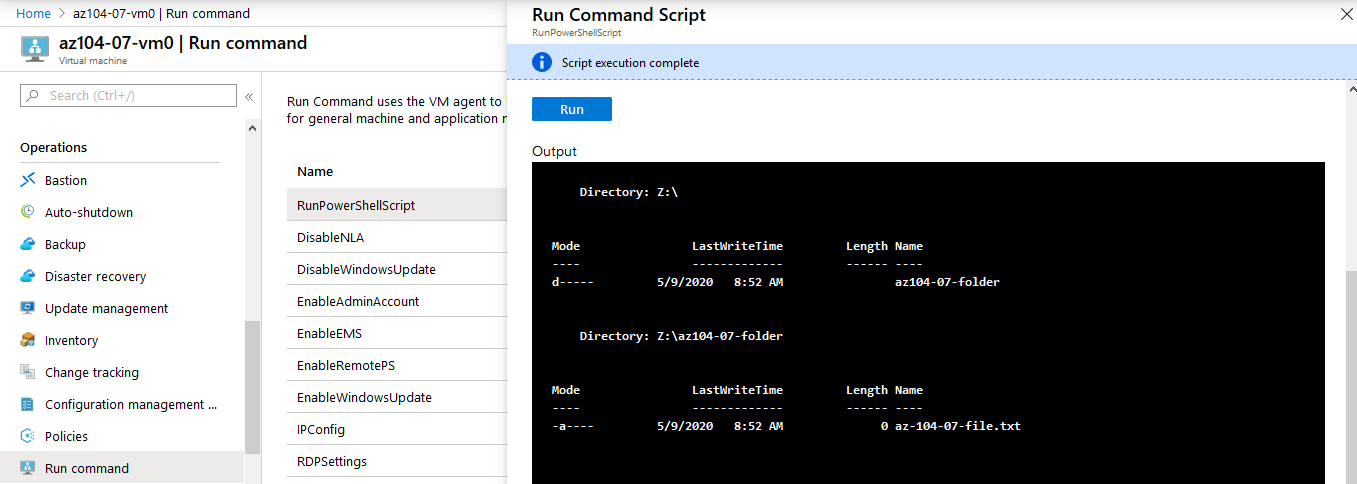 Home > az104-07-vm0 | Run command
az104-07-vm0 | Run command
Virtual machine
Search (Ctrl+/)
«
Operations
Bastion
Auto-shutdown
Backup
Disaster recovery
Update management
Inventory
Change tracking
Configuration management ...
Policies
Run command
Run Command uses the VM agent to
for general machine and application
Name
RunPowerShellScript
DisableNLA
DisableWindowsUpdate
EnableAdminAccount
EnableEMS
EnableRemotePS
EnableWindowsUpdate
IPConfig
RDPSettings
Run Command Script
RunPowerShellScript
Script execution complete
Run
Output
Directory: Z:\
Mode LastWriteTime Length Name
---- ------------- ------ ----
d----- 5/9/2020 8:52 AM az104-07-folder
Directory: Z:\az104-07-folder
Mode LastWriteTime Length Name
---- ------------- ------ ----
-a---- 5/9/2020 8:52 AM 0 az-104-07-file.txt